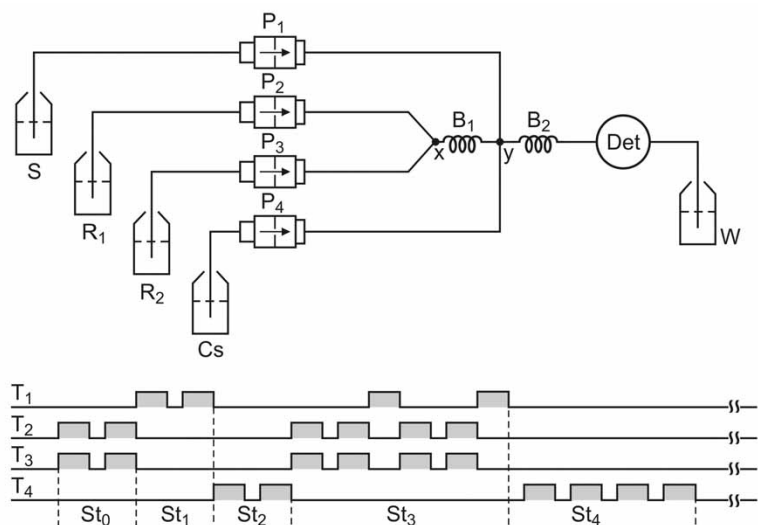 P₁
S
P₂
R₁
P₃
R₂
P₄
Cs
x
B₁
y
B₂
Det
W
T₁
T₂
T₃
T₄
St₀ St₁ St₂ St₃ St₄